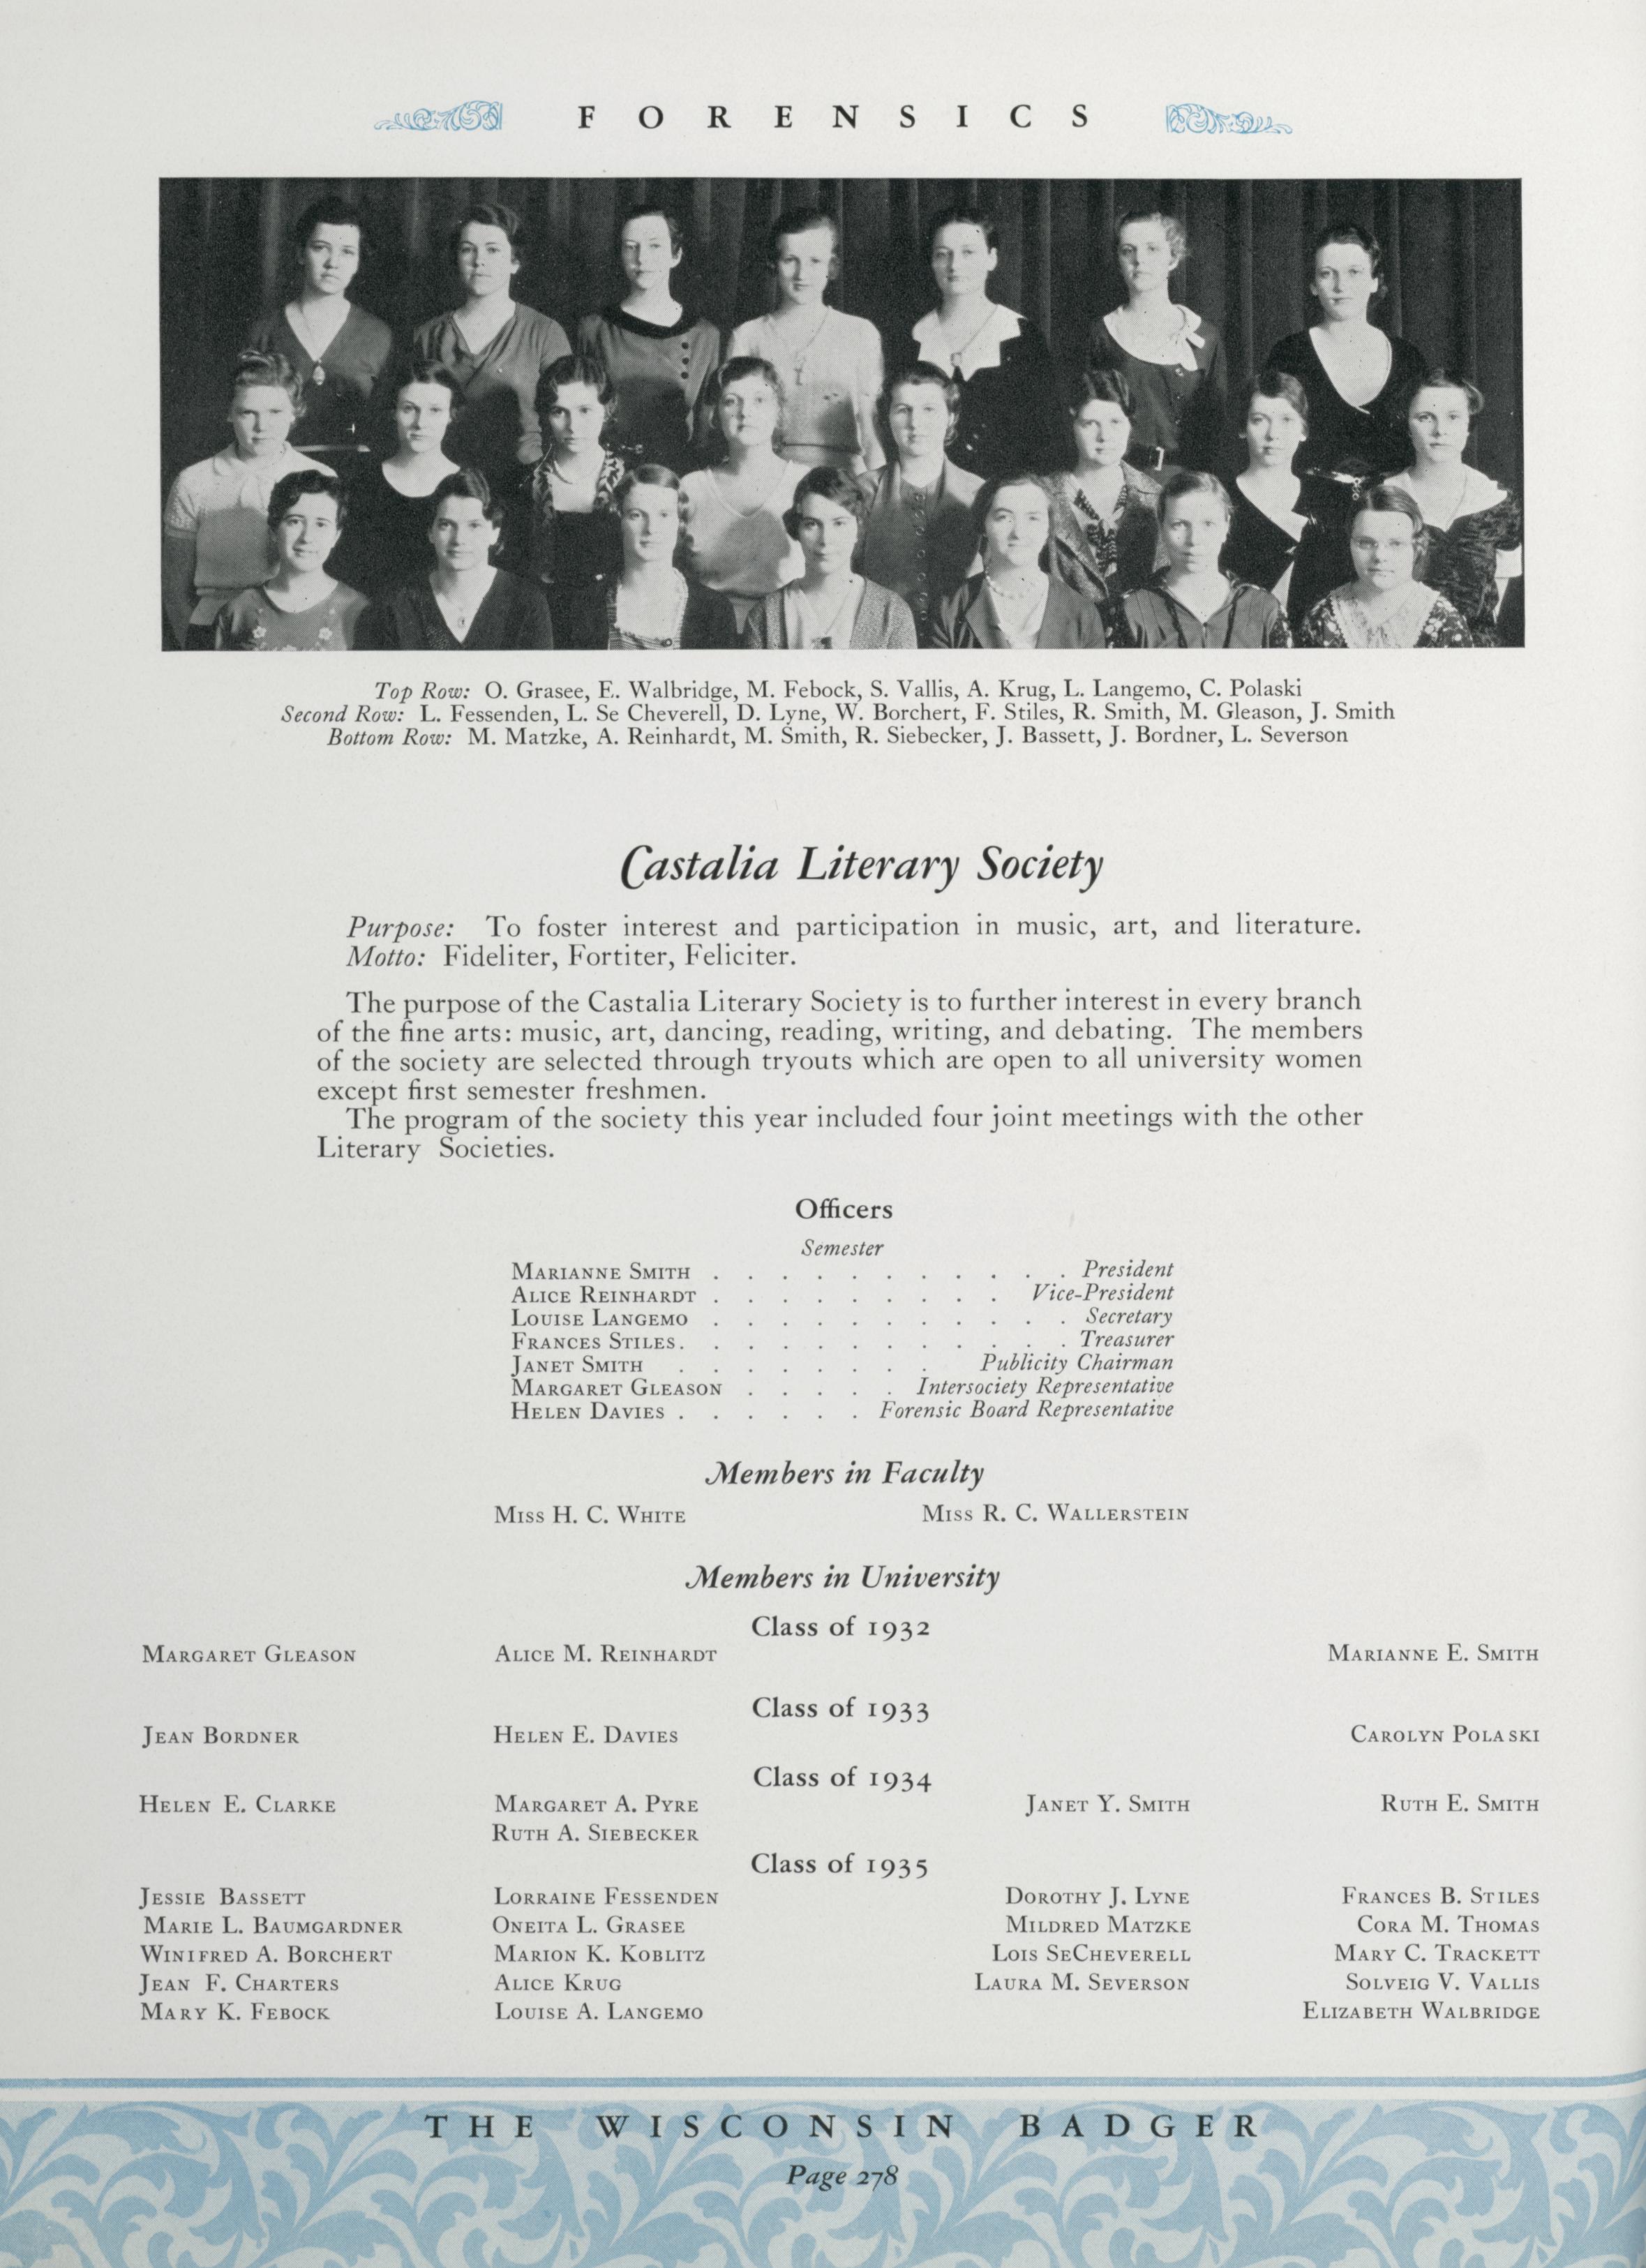 FORENSICS
Top Row: O. Grasee, E. Walbridge, M. Febock, S. Vallis, A. Krug, L. Langemo, C. Polaski
Second Row: L. Fessenden, L. Se Cheverell, D. Lyne, W. Borchert, F. Stiles, R. Smith, M. Gleason, J. Smith
Bottom Row: M. Matzke, A. Reinhardt, M. Smith, R. Siebecker, J. Bassett, J. Bordner, L. Severson
Castalia Literary Society
Purpose: To foster interest and participation in music, art, and literature.
Motto: Fideliter, Fortiter, Feliciter.
The purpose of the Castalia Literary Society is to further interest in every branch
of the fine arts: music, art, dancing, reading, writing, and debating. The members
of the society are selected through tryouts which are open to all university women
except first semester freshmen.
The program of the society this year included four joint meetings with the other
Literary Societies.
Officers
Semester
MARIANNE SMITH . . . . . . . . . . . President
ALICE REINHARDT . . . . . . . . . Vice-President
LOUISE LANGEMO . . . . . . . . . . . Secretary
FRANCES STILES . . . . . . . . . . . . Treasurer
JANET SMITH . . . . . . . . Publicity Chairman
MARGARET GLEASON . . . . . Intersociety Representative
HELEN DAVIES . . . . . . Forensic Board Representative
Members in Faculty
MISS H. C. WHITE MISS R. C. WALLERSTEIN
Members in University
Class of 1932
MARGARET GLEASON ALICE M. REINHARDT MARIANNE E. SMITH
Class of 1933
JEAN BORDNER HELEN E. DAVIES CAROLYN POLASKI
Class of 1934
HELEN E. CLARKE MARGARET A. PYRE JANET Y. SMITH RUTH E. SMITH
RUTH A. SIEBECKER
Class of 1935
JESSIE BASSETT LORRAINE FESSENDEN DOROTHY J. LYNE FRANCES B. STILES
MARIE L. BAUMGARDNER ONEITA L. GRASEE MILDRED MATZKE CORA M. THOMAS
WINIFRED A. BORCHERT MARION K. KOBLITZ LOIS SECHEVERELL MARY C. TRACKETT
JEAN F. CHARTERS ALICE KRUG LAURA M. SEVERSON SOLVEIG V. VALLIS
MARY K. FEBOCK LOUISE A. LANGEMO ELIZABETH WALBRIDGE
THE WISCONSIN BADGER
Page 278